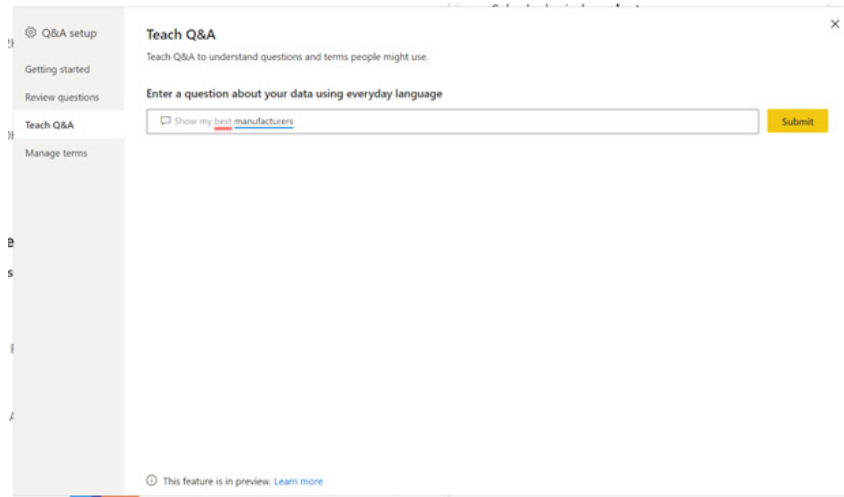 Q&A setup
Getting started
Review questions
Teach Q&A
Manage terms
Teach Q&A
Teach Q&A to understand questions and terms people might use.
Enter a question about your data using everyday language
Show my best manufacturers
Submit
This feature is in preview. Learn more